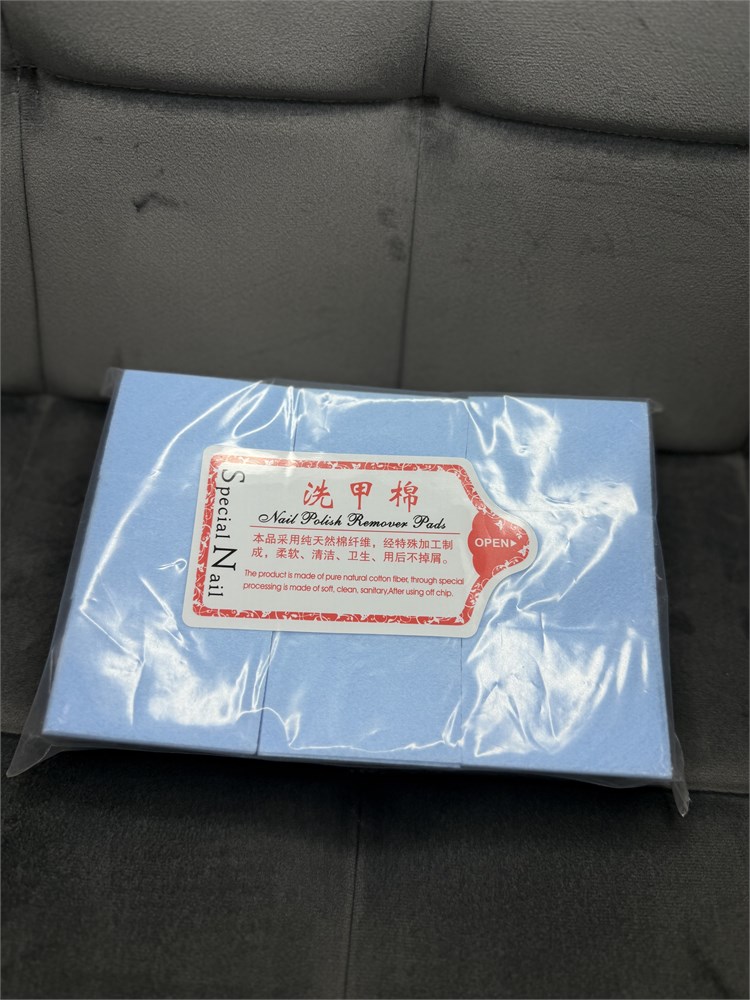 洗甲棉
Nail Polish Remover Pads
本品采用纯天然棉纤维，经特殊加工制
成，柔软、清洁、卫生、用后不掉屑。
The product is made of pure natural cotton fiber, through special
processing is made of soft, clean, sanitary,After using off chip.
Special Nail
OPEN